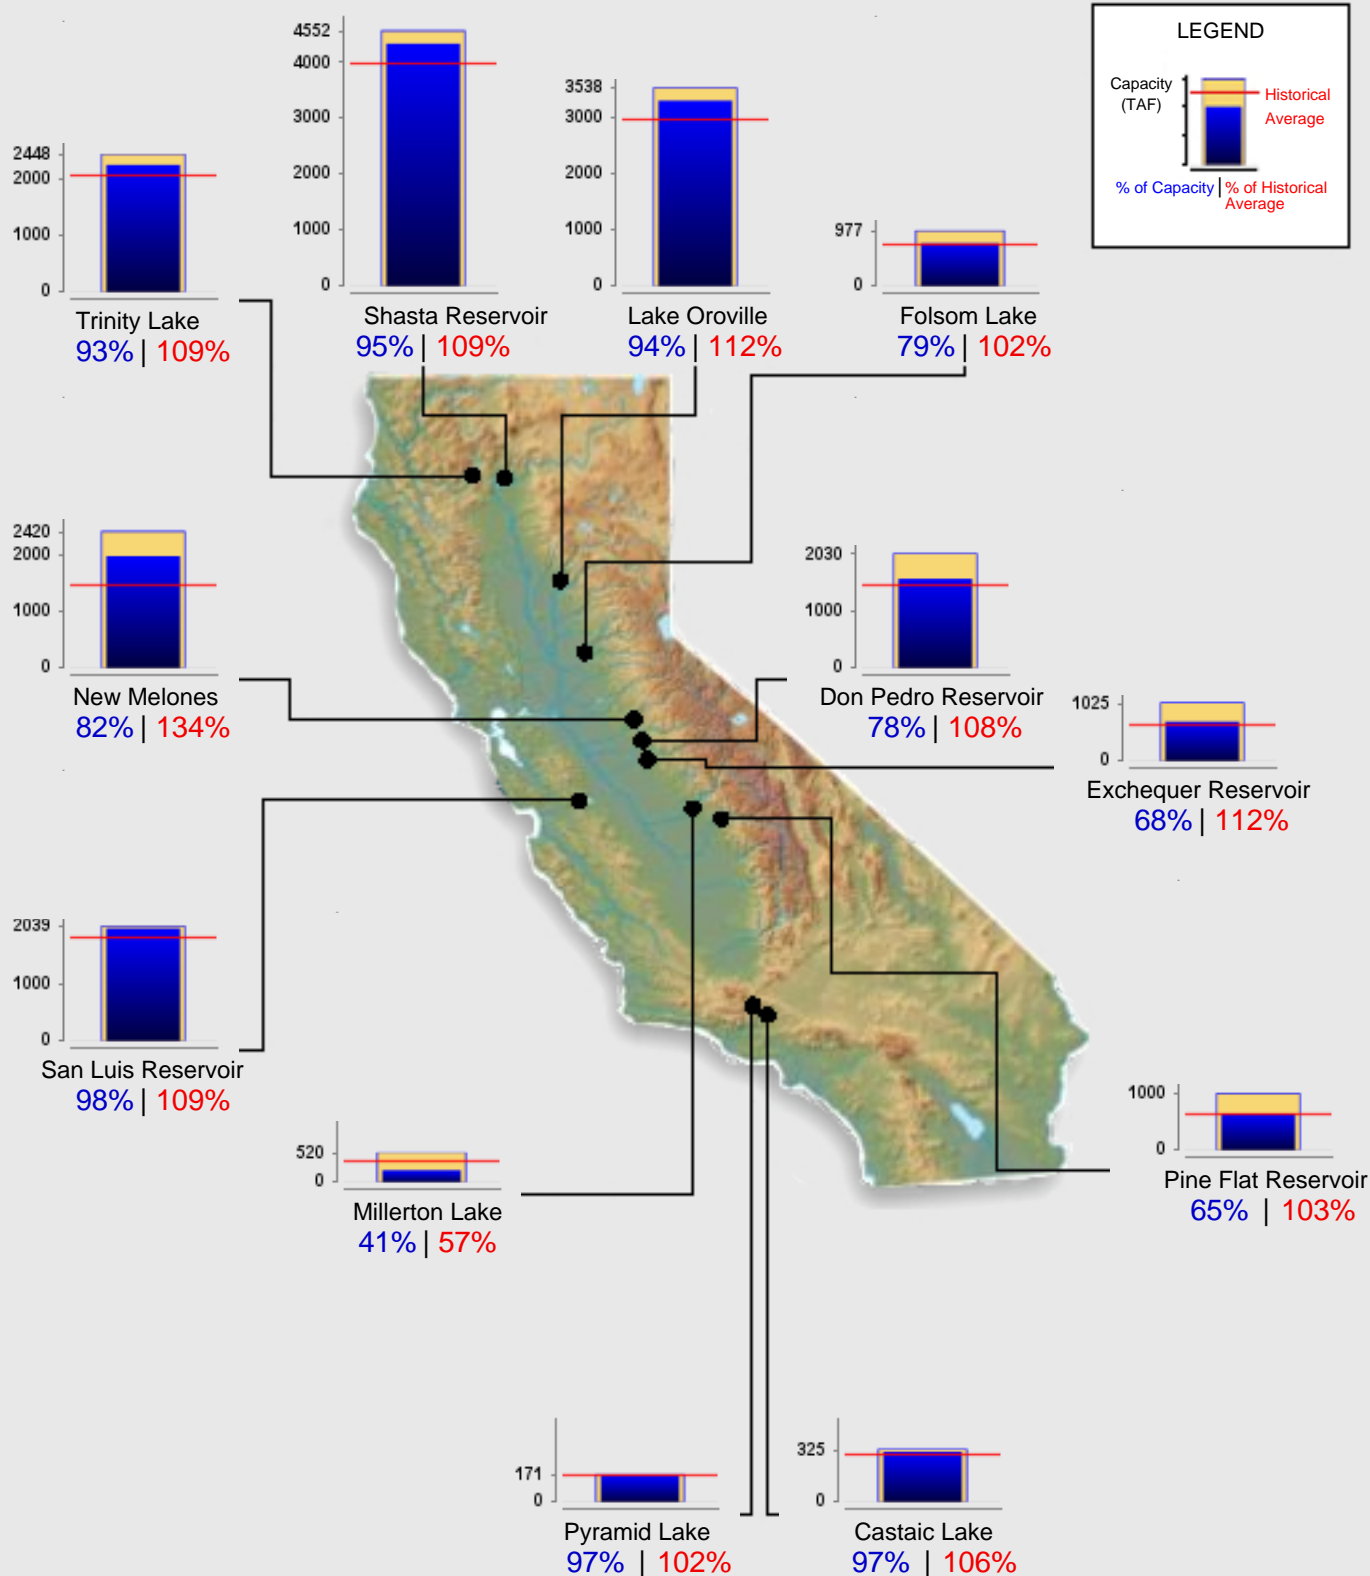 LEGEND
Capacity
(TAF)
Historical
Average
% of Capacity | % of Historical
Average
4552
4000
3000
2000
1000
0
Shasta Reservoir
95% | 109%
3538
3000
2000
1000
0
Lake Oroville
94% | 112%
2448
2000
1000
0
Trinity Lake
93% | 109%
977
0
Folsom Lake
79% | 102%
2420
2000
1000
0
New Melones
82% | 134%
2030
1000
0
Don Pedro Reservoir
78% | 108%
1025
0
Exchequer Reservoir
68% | 112%
2039
1000
0
San Luis Reservoir
98% | 109%
520
0
Millerton Lake
41% | 57%
1000
0
Pine Flat Reservoir
65% | 103%
171
0
Pyramid Lake
97% | 102%
325
0
Castaic Lake
97% | 106%